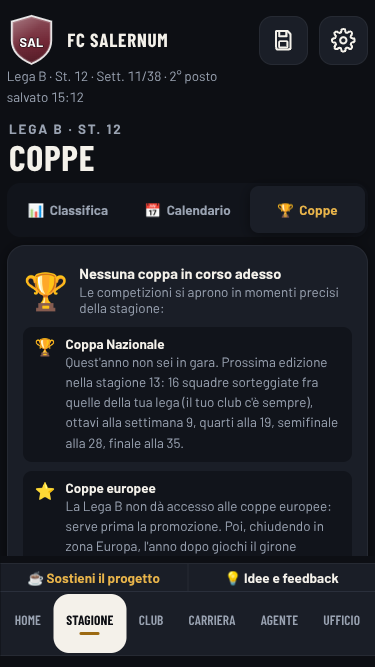 SAL
FC SALERNUM
Lega B · St. 12 · Sett. 11/38 · 2° posto
salvato 15:12
LEGA B · ST. 12
COPPE
📊 Classifica
📅 Calendario
🏆 Coppe
Nessuna coppa in corso adesso
Le competizioni si aprono in momenti precisi
della stagione:
Coppa Nazionale
Quest'anno non sei in gara. Prossima edizione
nella stagione 13: 16 squadre sorteggiate fra
quelle della tua lega (il tuo club c'è sempre),
ottavi alla settimana 9, quarti alla 19, semifinale
alla 28, finale alla 35.
Coppe europee
La Lega B non dà accesso alle coppe europee:
serve prima la promozione. Poi, chiudendo in
zona Europa, l'anno dopo giochi il girone
☕ Sostieni il progetto
💡 Idee e feedback
HOME
STAGIONE
CLUB
CARRIERA
AGENTE
UFFICIO